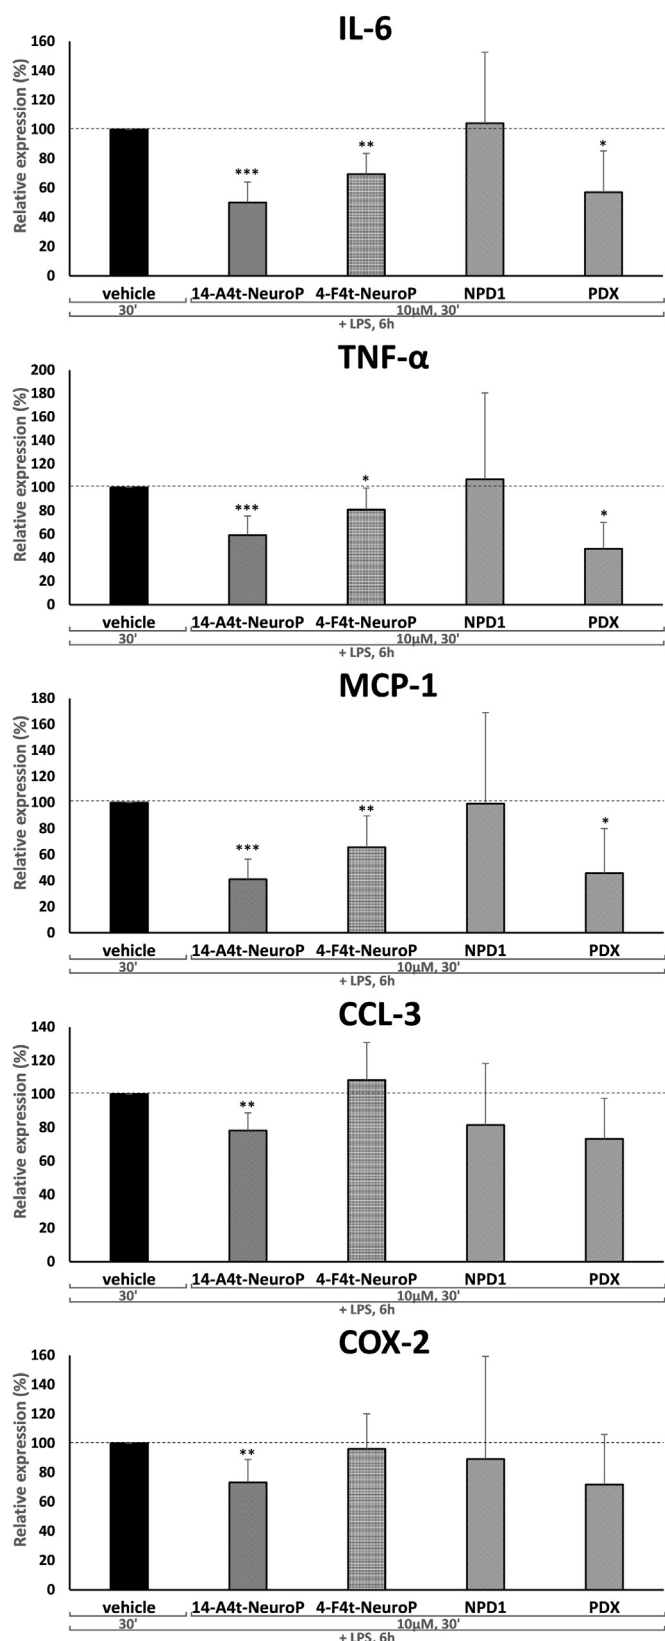 IL-6
Relative expression (%)
160
140
120
100
80
60
40
20
0
***
**
*
vehicle 14-A4t-NeuroP 4-F4t-NeuroP NPD1 PDX
30' 10µM, 30'
+ LPS, 6h
TNF-α
Relative expression (%)
200
180
160
140
120
100
80
60
40
20
0
***
*
*
vehicle 14-A4t-NeuroP 4-F4t-NeuroP NPD1 PDX
30' 10µM, 30'
+ LPS, 6h
MCP-1
Relative expression (%)
180
160
140
120
100
80
60
40
20
0
***
**
*
vehicle 14-A4t-NeuroP 4-F4t-NeuroP NPD1 PDX
30' 10µM, 30'
+ LPS, 6h
CCL-3
Relative expression (%)
140
120
100
80
60
40
20
0
**
vehicle 14-A4t-NeuroP 4-F4t-NeuroP NPD1 PDX
30' 10µM, 30'
+ LPS, 6h
COX-2
Relative expression (%)
160
140
120
100
80
60
40
20
0
**
vehicle 14-A4t-NeuroP 4-F4t-NeuroP NPD1 PDX
30' 10µM, 30'
+ LPS, 6h